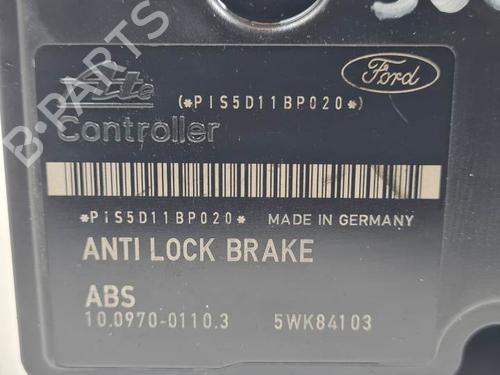 Ate
Ford
(*PIS5D11BP020*)
Controller
*PIS5D11BP020*
MADE IN GERMANY
ANTI LOCK BRAKE
ABS
10.0970-0110.3
5WK84103
B-PARTS